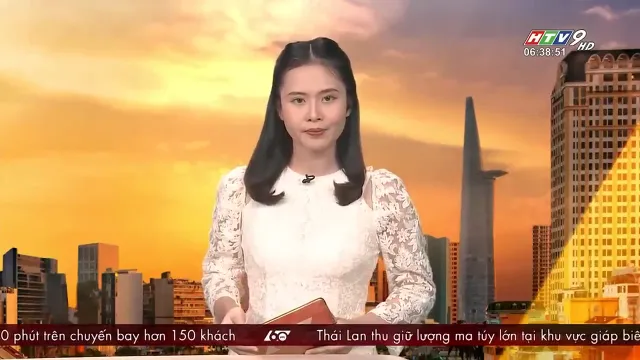 HTV9 HD
06:38:51
0 phút trên chuyến bay hơn 150 khách Thái Lan thu giữ lượng ma túy lớn tại khu vực giáp biê